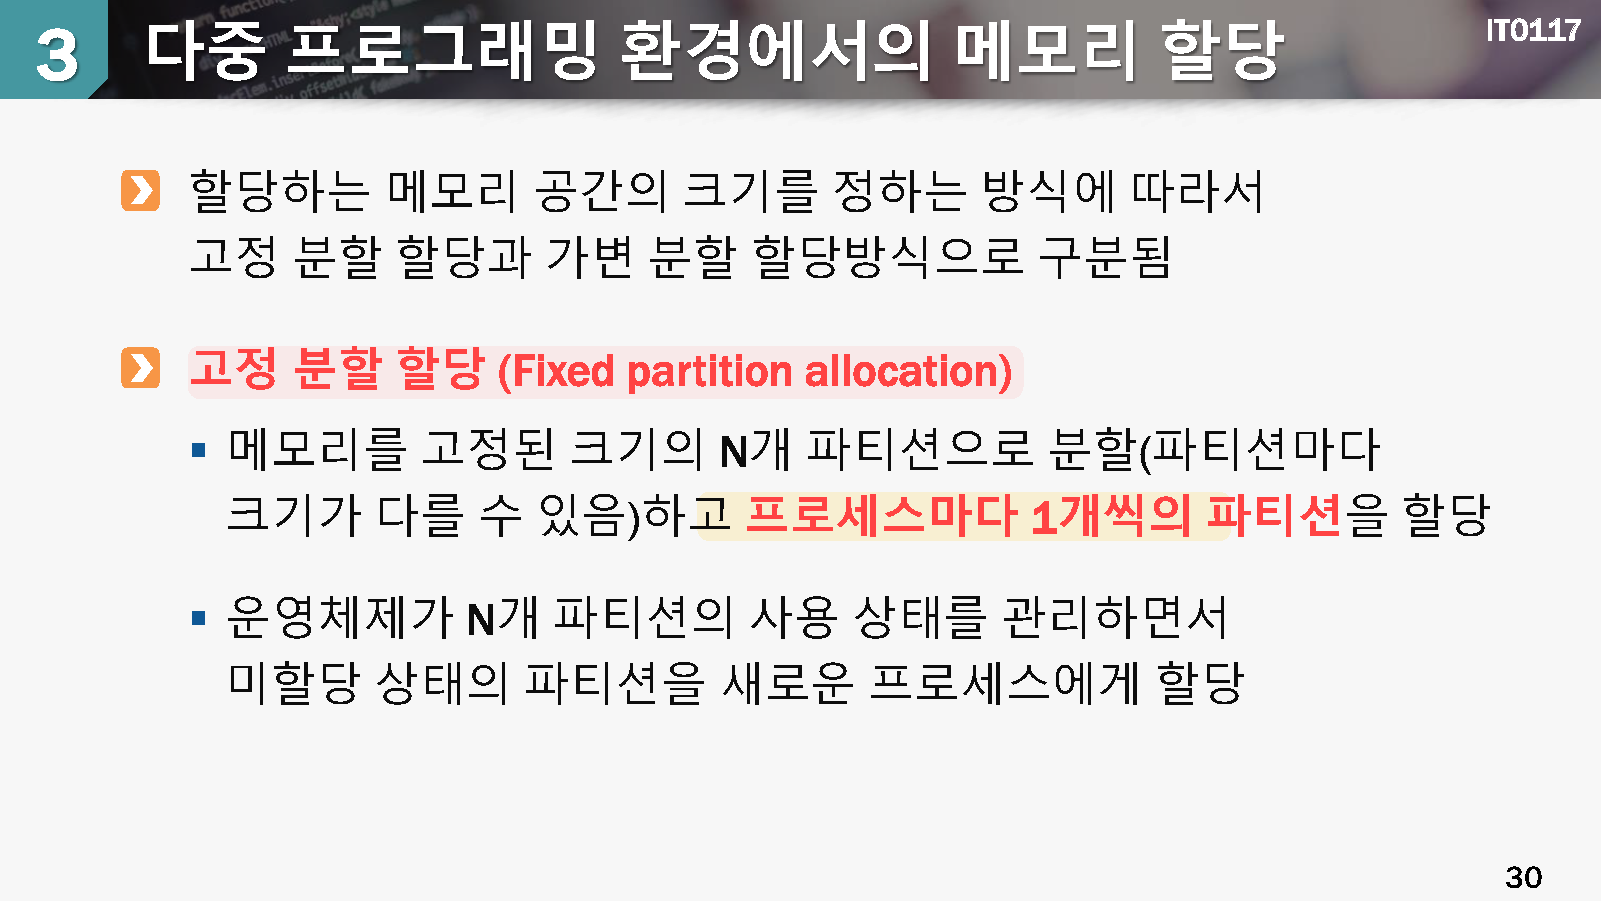 3 다중 프로그래밍 환경에서의 메모리 할당
IT0117
할당하는 메모리 공간의 크기를 정하는 방식에 따라서
고정 분할 할당과 가변 분할 할당방식으로 구분됨
고정 분할 할당 (Fixed partition allocation)
메모리를 고정된 크기의 N개 파티션으로 분할(파티션마다
크기가 다를 수 있음)하고 프로세스마다 1개씩의 파티션을 할당
운영체제가 N개 파티션의 사용 상태를 관리하면서
미할당 상태의 파티션을 새로운 프로세스에게 할당
30